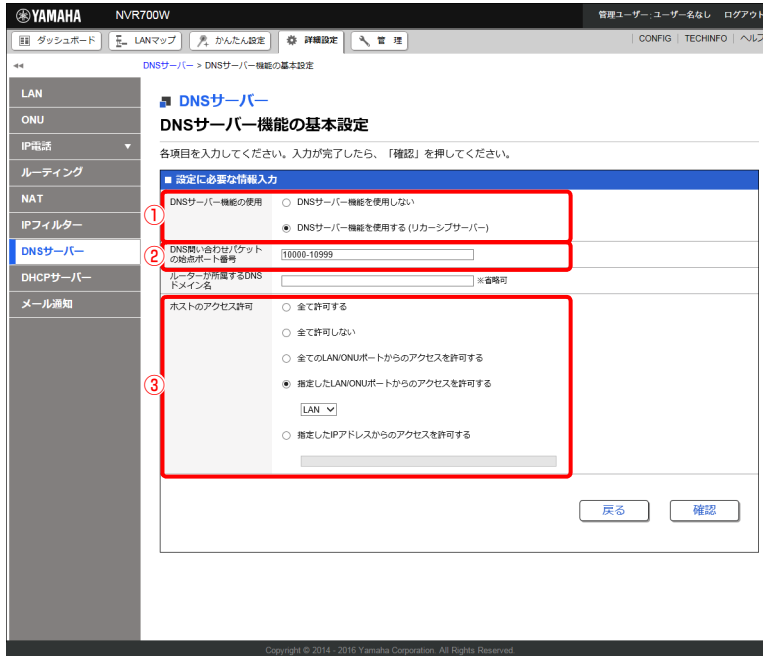 YAMAHA NVR700W 管理ユーザー:ユーザー名なし ログアウト
ダッシュボード LANマップ かんたん設定 詳細設定 管 理 CONFIG | TECHINFO | ヘルプ
DNSサーバー > DNSサーバー機能の基本設定
LAN
ONU
IP電話
ルーティング
NAT
IPフィルター
DNSサーバー
DHCPサーバー
メール通知
DNSサーバー
DNSサーバー機能の基本設定
各項目を入力してください。入力が完了したら、「確認」を押してください。
■ 設定に必要な情報入力
①
DNSサーバー機能の使用 DNSサーバー機能を使用しない
DNSサーバー機能を使用する (リカーシブサーバー)
②
DNS問い合わせパケット
の始点ポート番号
10000-10999
ルーターが所属するDNS
ドメイン名
※省略可
③
ホストのアクセス許可 全て許可する
全て許可しない
全てのLAN/ONUポートからのアクセスを許可する
指定したLAN/ONUポートからのアクセスを許可する
LAN
指定したIPアドレスからのアクセスを許可する
戻る 確認
Copyright © 2014 - 2016 Yamaha Corporation. All Rights Reserved.